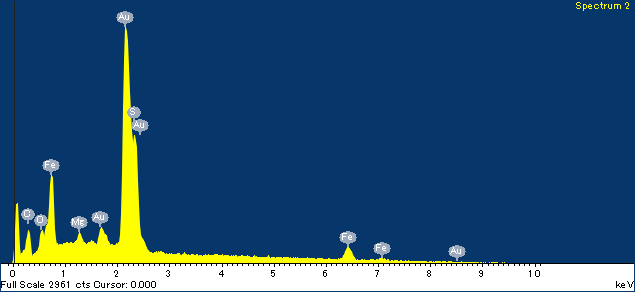 Spectrum 2
Au
S
Au
Fe
C
O
Mg
Au
Fe
Fe
Au
0 1 2 3 4 5 6 7 8 9 10
Full Scale 2961 cts Cursor: 0.000 keV